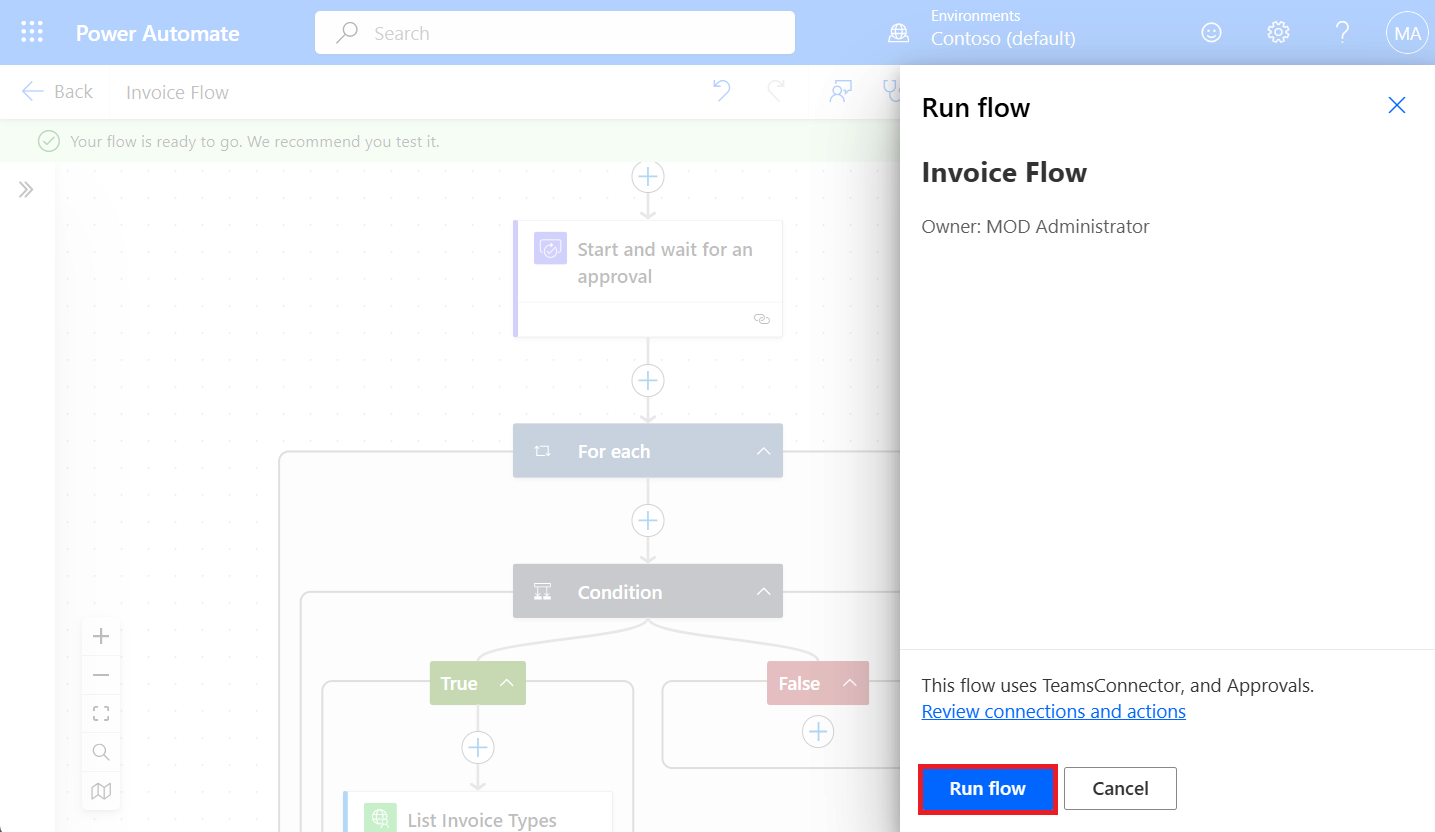 Power Automate
Search
Environments
Contoso (default)
MA
Back
Invoice Flow
Your flow is ready to go. We recommend you test it.
Start and wait for an
approval
For each
Condition
True
False
List Invoice Types
Run flow
Invoice Flow
Owner: MOD Administrator
This flow uses TeamsConnector, and Approvals.
Review connections and actions
Run flow
Cancel